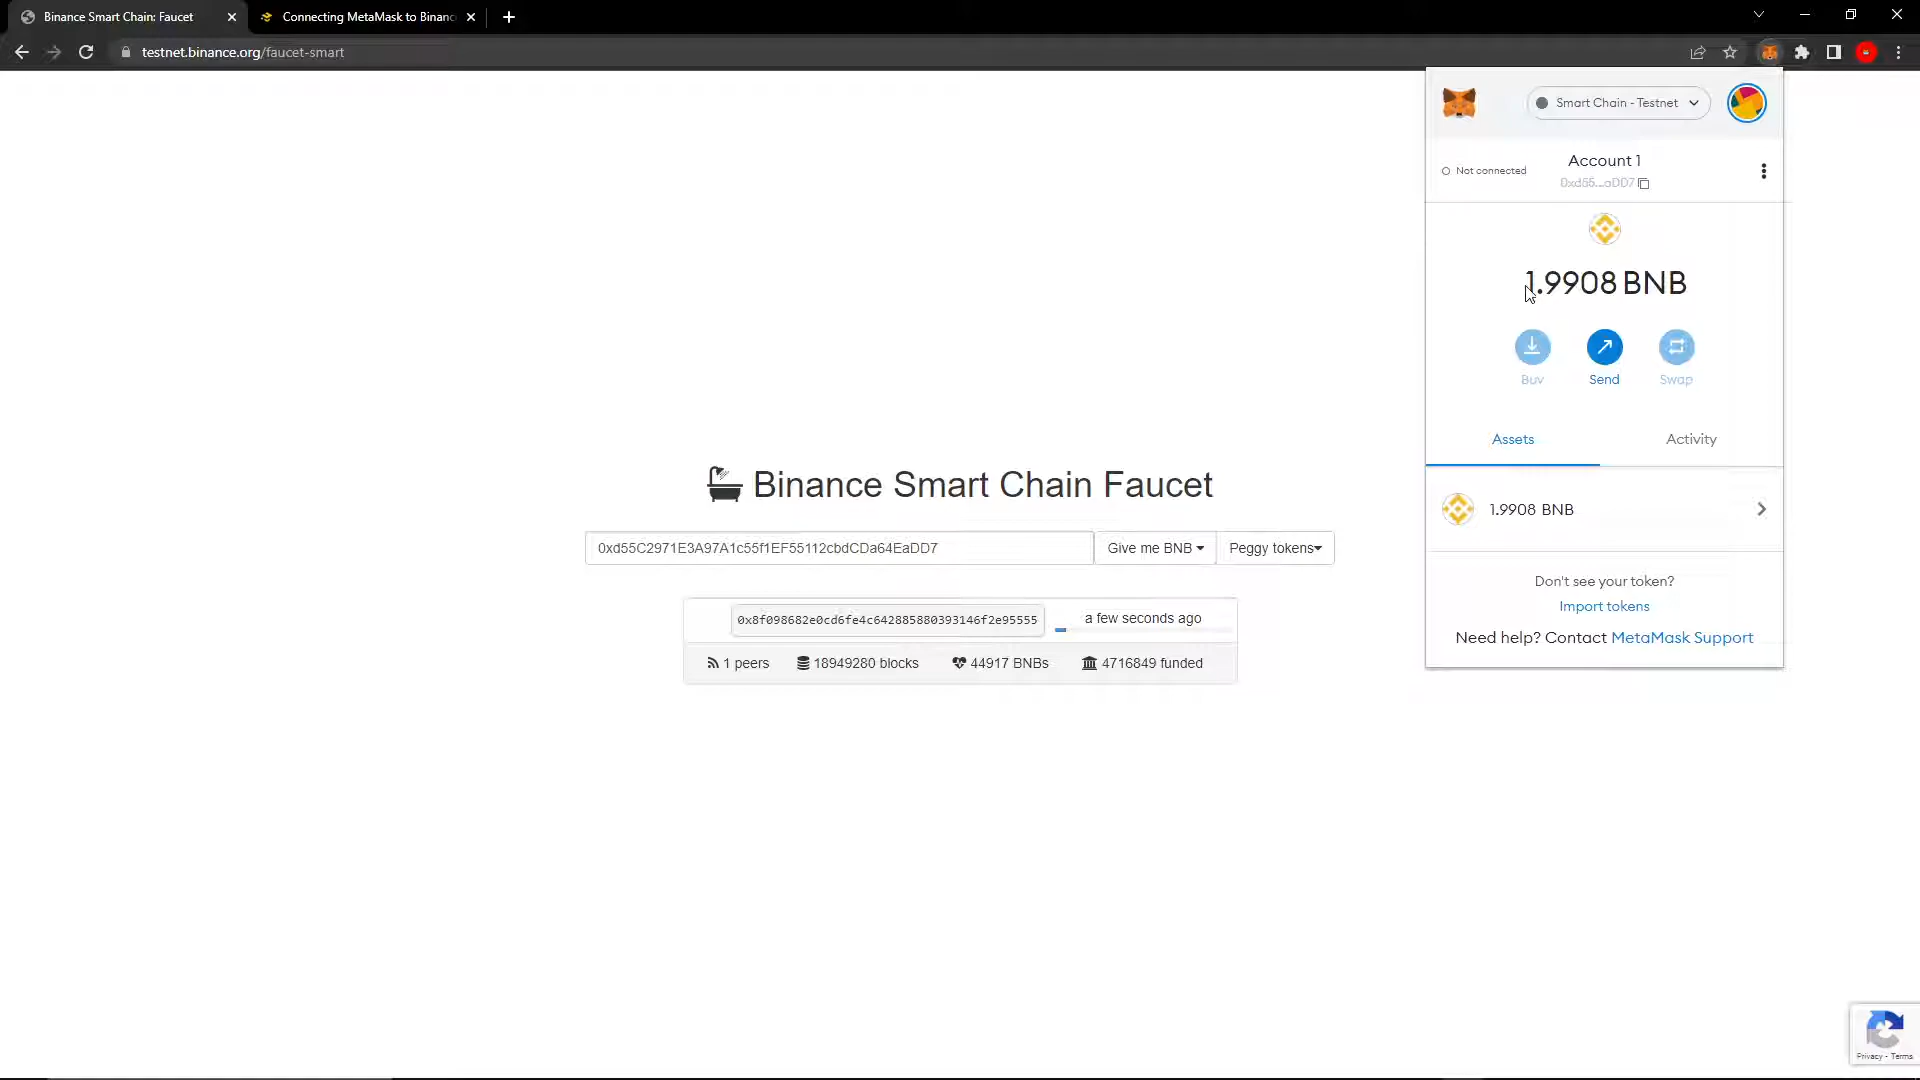 Binance Smart Chain: Faucet
Connecting MetaMask to Binanc
testnet.binance.org/faucet-smart
Smart Chain - Testnet
Not connected
Account 1
0xd55...aDD7
1.9908 BNB
Buy Send Swap
Assets Activity
1.9908 BNB
Don't see your token?
Import tokens
Need help? Contact MetaMask Support
Binance Smart Chain Faucet
0xd55C2971E3A97A1c55f1EF55112cbdCDa64EaDD7 Give me BNB Peggy tokens
0x8f098682e0cd6fe4c642885880393146f2e95555 a few seconds ago
1 peers 18949280 blocks 44917 BNBs 4716849 funded
Privacy - Terms